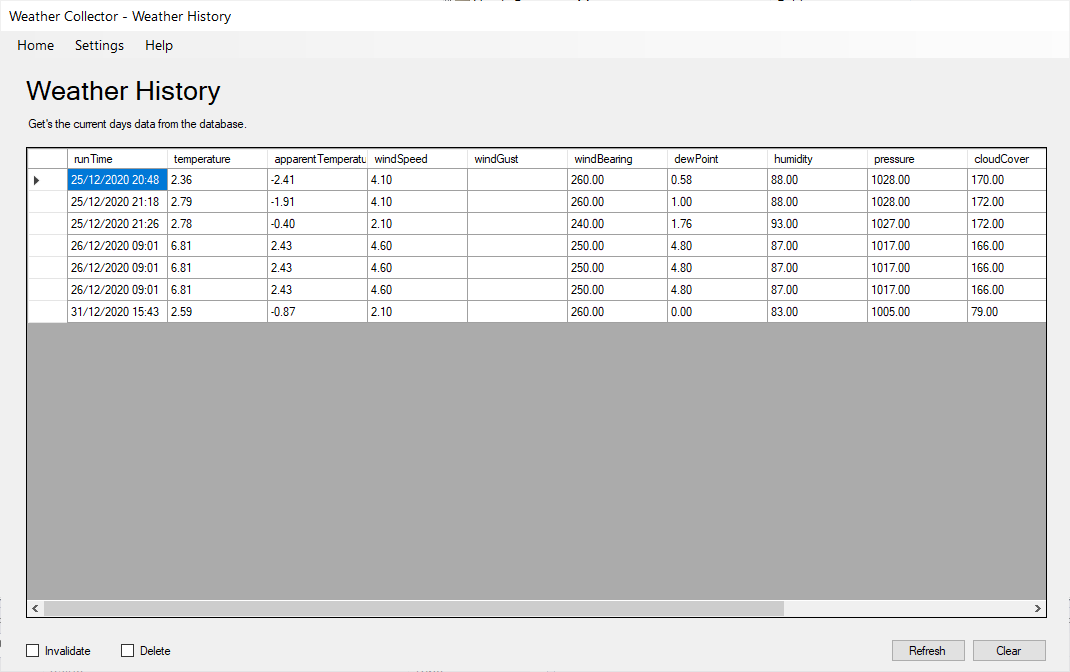 Weather Collector - Weather History
Home Settings Help
Weather History
Get's the current days data from the database.
runTime temperature apparentTemperatu windSpeed windGust windBearing dewPoint humidity pressure cloudCover
25/12/2020 20:48 2.36 -2.41 4.10 260.00 0.58 88.00 1028.00 170.00
25/12/2020 21:18 2.79 -1.91 4.10 260.00 1.00 88.00 1028.00 172.00
25/12/2020 21:26 2.78 -0.40 2.10 240.00 1.76 93.00 1027.00 172.00
26/12/2020 09:01 6.81 2.43 4.60 250.00 4.80 87.00 1017.00 166.00
26/12/2020 09:01 6.81 2.43 4.60 250.00 4.80 87.00 1017.00 166.00
26/12/2020 09:01 6.81 2.43 4.60 250.00 4.80 87.00 1017.00 166.00
31/12/2020 15:43 2.59 -0.87 2.10 260.00 0.00 83.00 1005.00 79.00
Invalidate Delete Refresh Clear